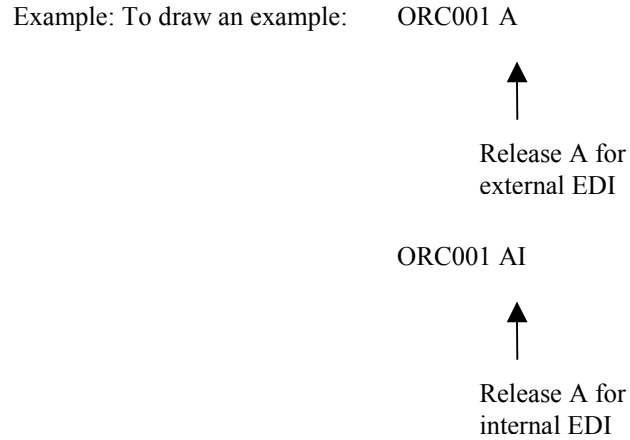 Example: To draw an example: ORC001 A
Release A for
external EDI
ORC001 AI
Release A for
internal EDI